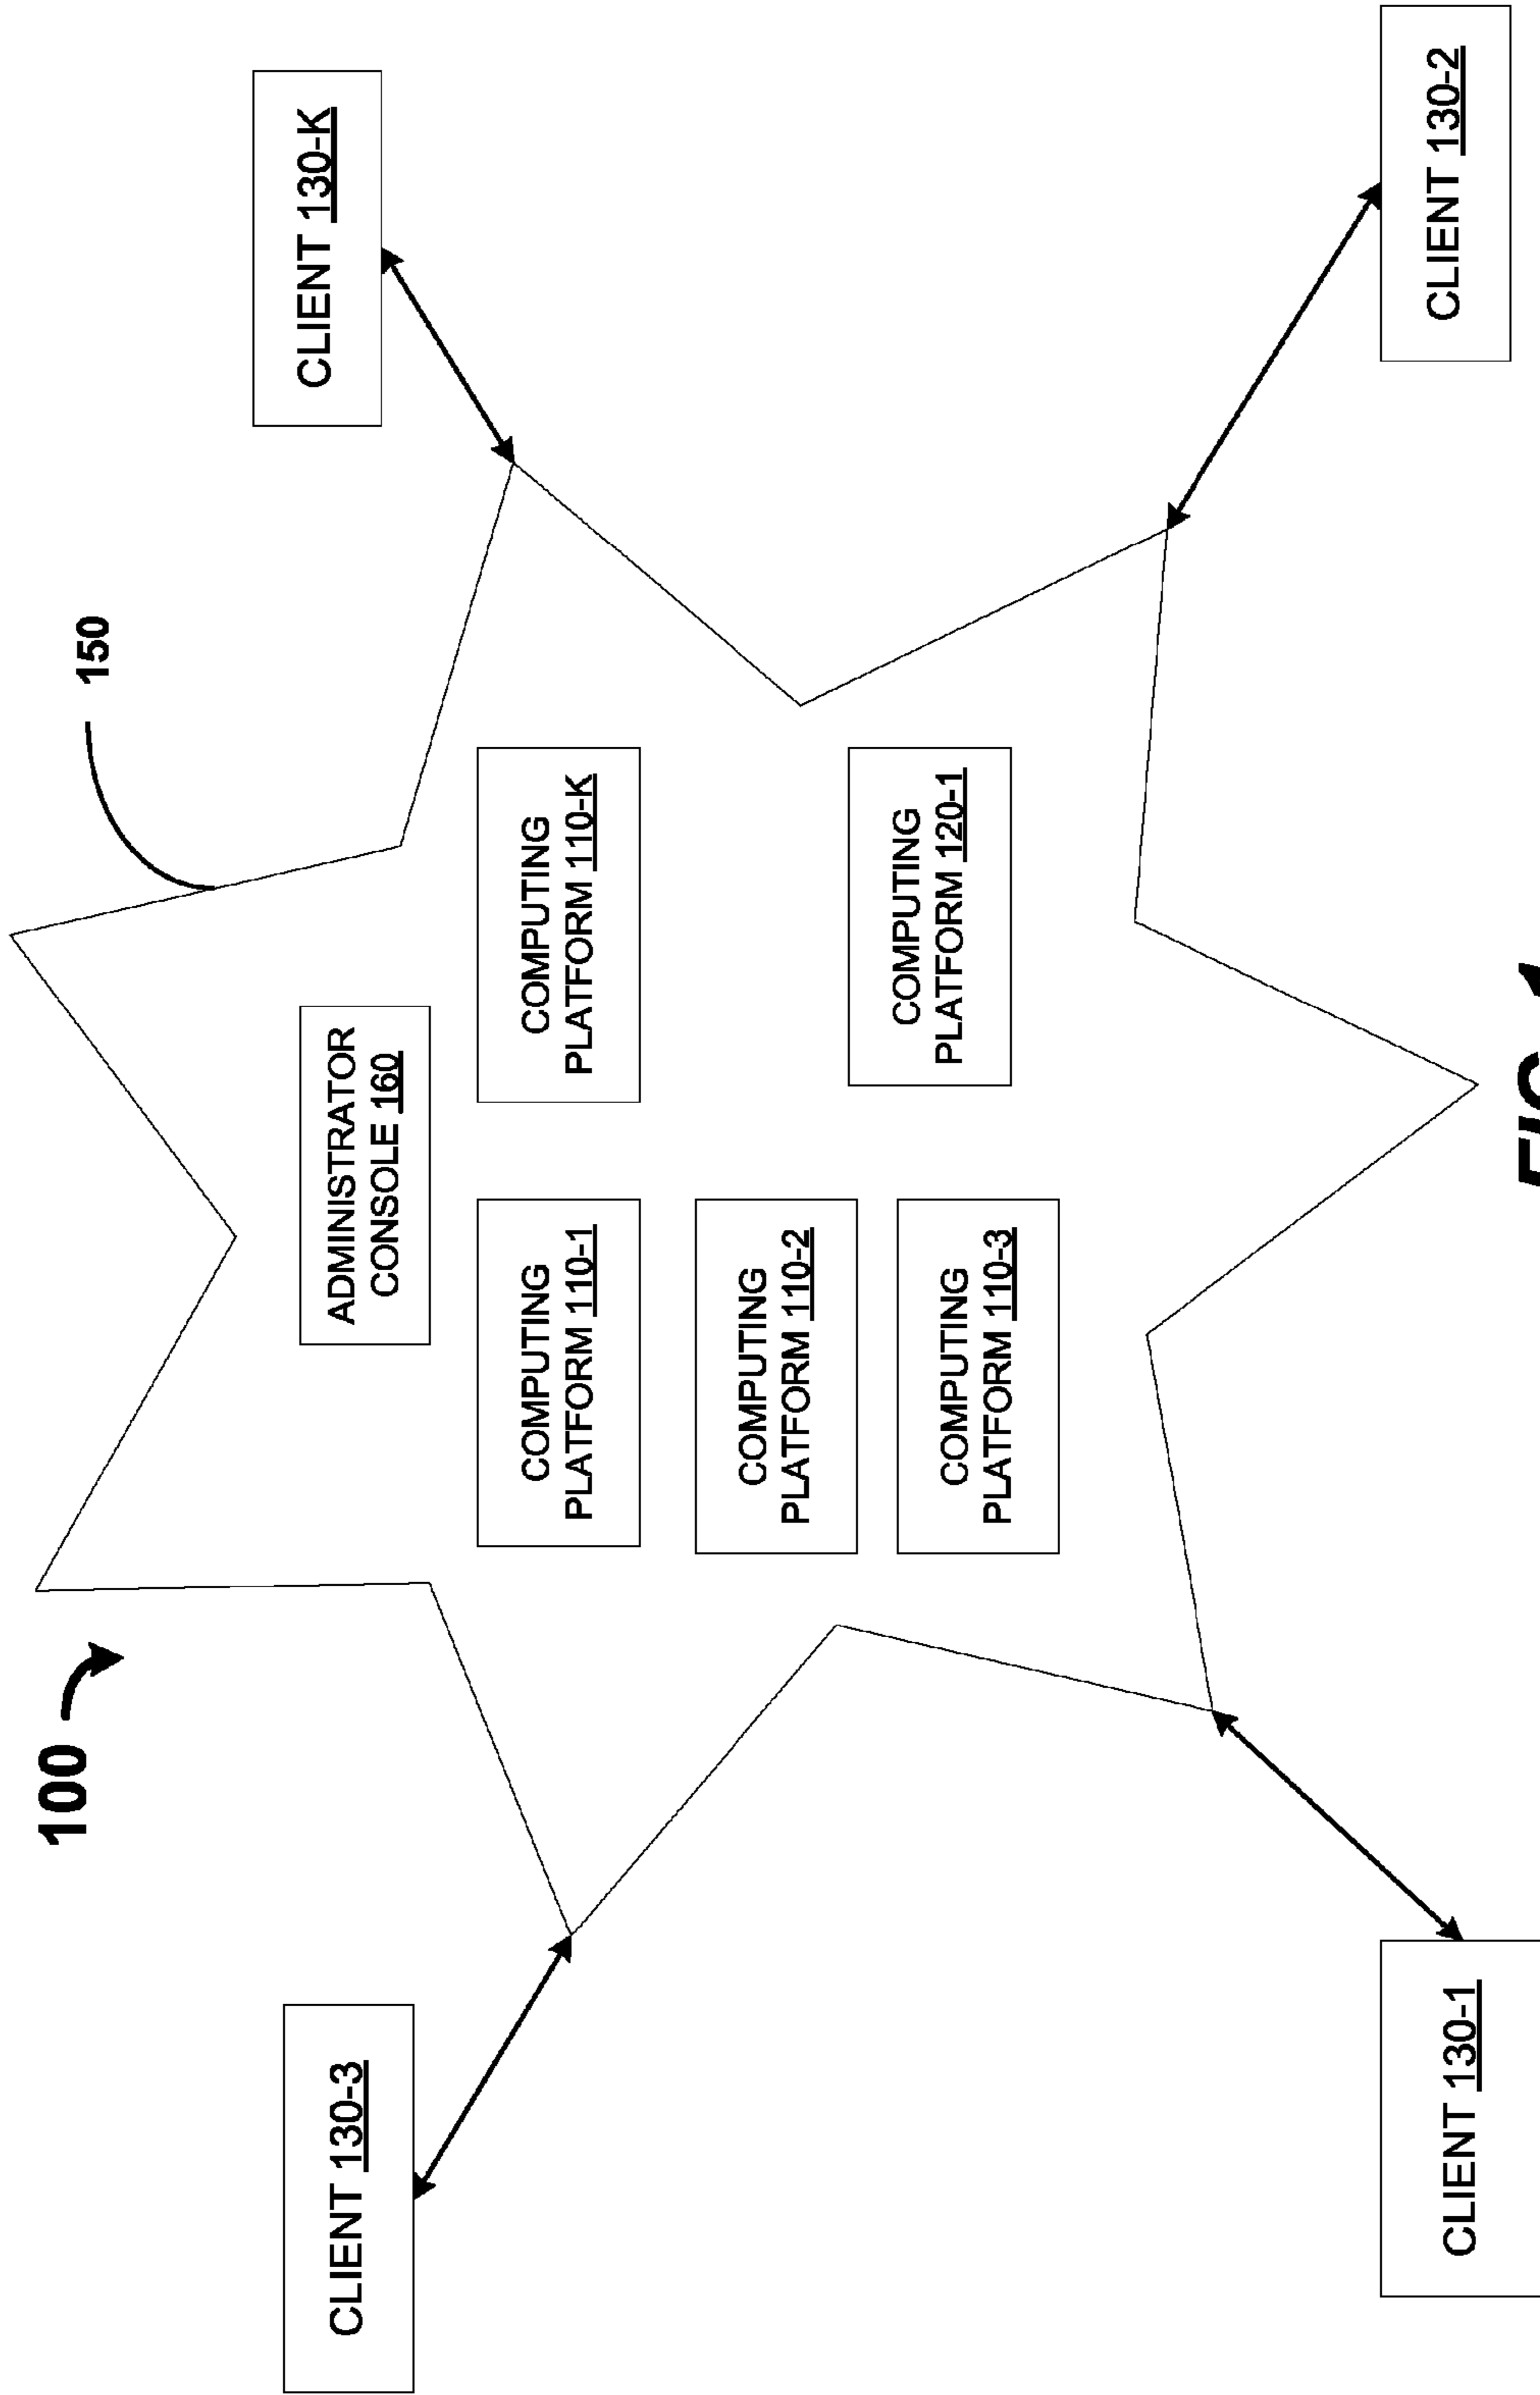 100
150
CLIENT 130-3
CLIENT 130-K
ADMINISTRATOR
CONSOLE 160
COMPUTING
PLATFORM 110-1
COMPUTING
PLATFORM 110-K
COMPUTING
PLATFORM 110-2
COMPUTING
PLATFORM 120-1
COMPUTING
PLATFORM 110-3
CLIENT 130-1
CLIENT 130-2